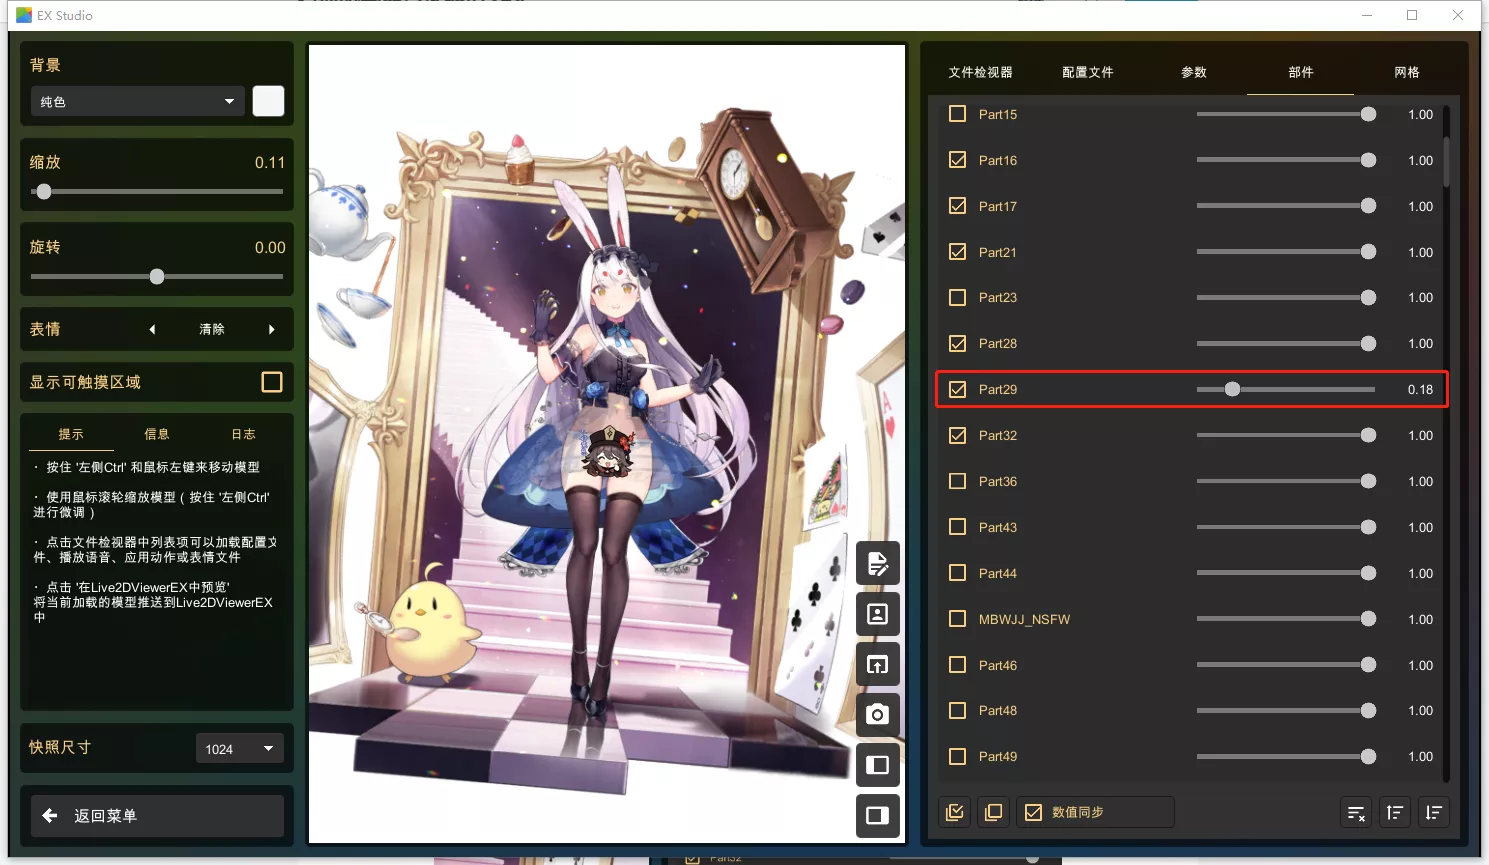 EX Studio
背景
纯色
缩放
0.11
旋转
0.00
表情
清除
显示可触摸区域
提示
信息
日志
· 按住 '左侧Ctrl' 和鼠标左键来移动模型
· 使用鼠标滚轮缩放模型 ( 按住 '左侧Ctrl'
进行微调 )
· 点击文件检视器中列表项可以加载配置文
件、播放语音、应用动作或表情文件
· 点击 '在Live2DViewerEX中预览'
将当前加载的模型推送到Live2DViewerEX
中
快照尺寸
1024
返回菜单
文件检视器
配置文件
参数
部件
网格
Part15 1.00
Part16 1.00
Part17 1.00
Part21 1.00
Part23 1.00
Part28 1.00
Part29 0.18
Part32 1.00
Part36 1.00
Part43 1.00
Part44 1.00
MBWJJ_NSFW 1.00
Part46 1.00
Part48 1.00
Part49 1.00
数值同步
Part32